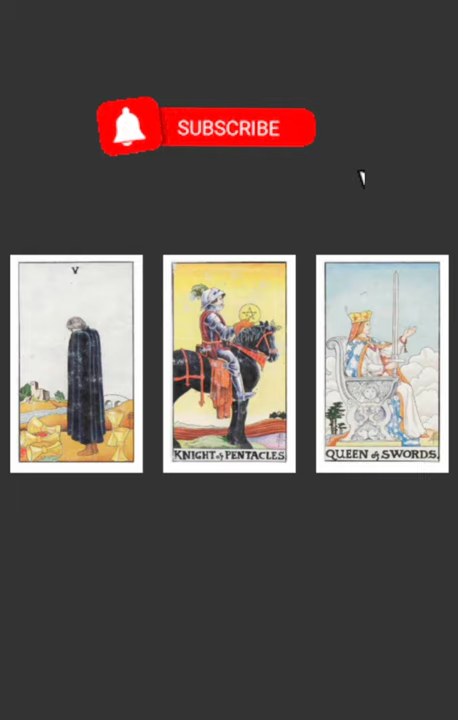 SUBSCRIBE
V
KNIGHT of PENTACLES
QUEEN of SWORDS.